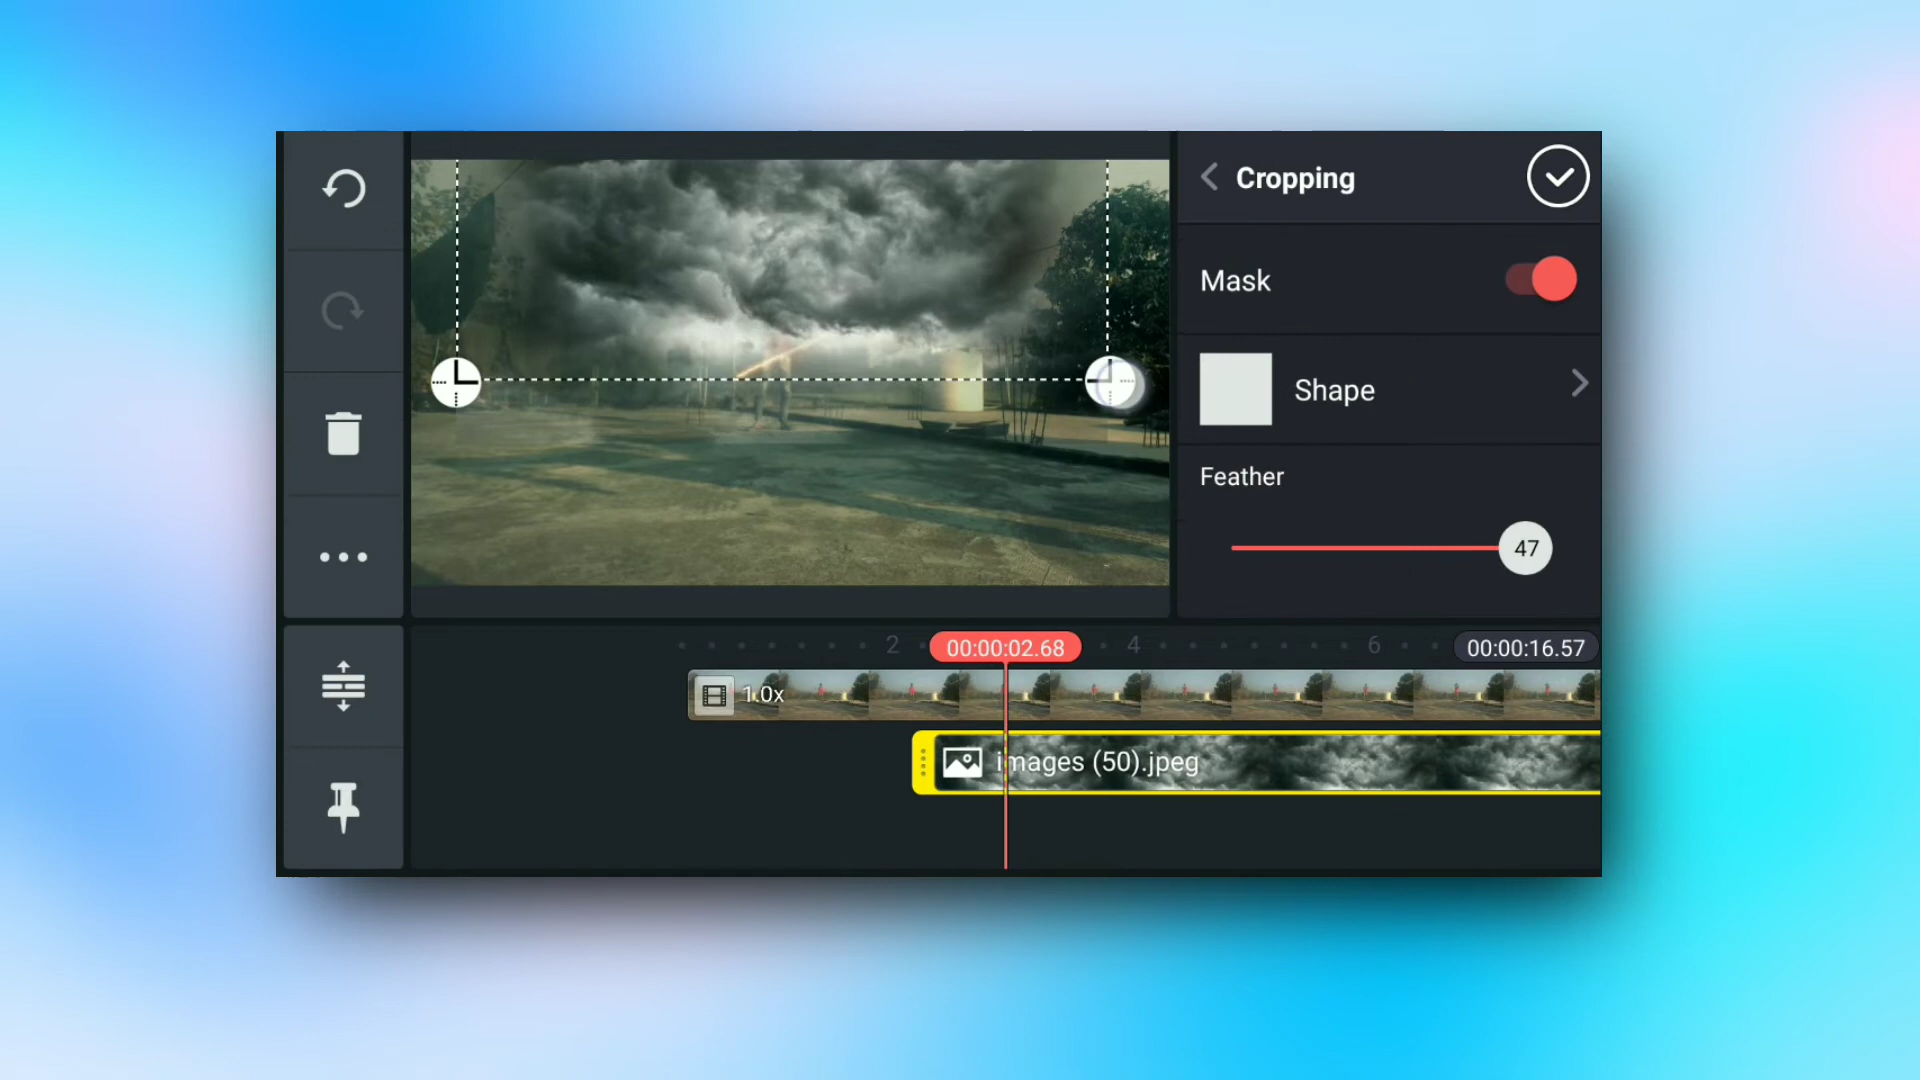 Cropping
Mask
Shape
Feather
47
2
00:00:02.68
4
6
00:00:16.57
1.0x
images (50).jpeg